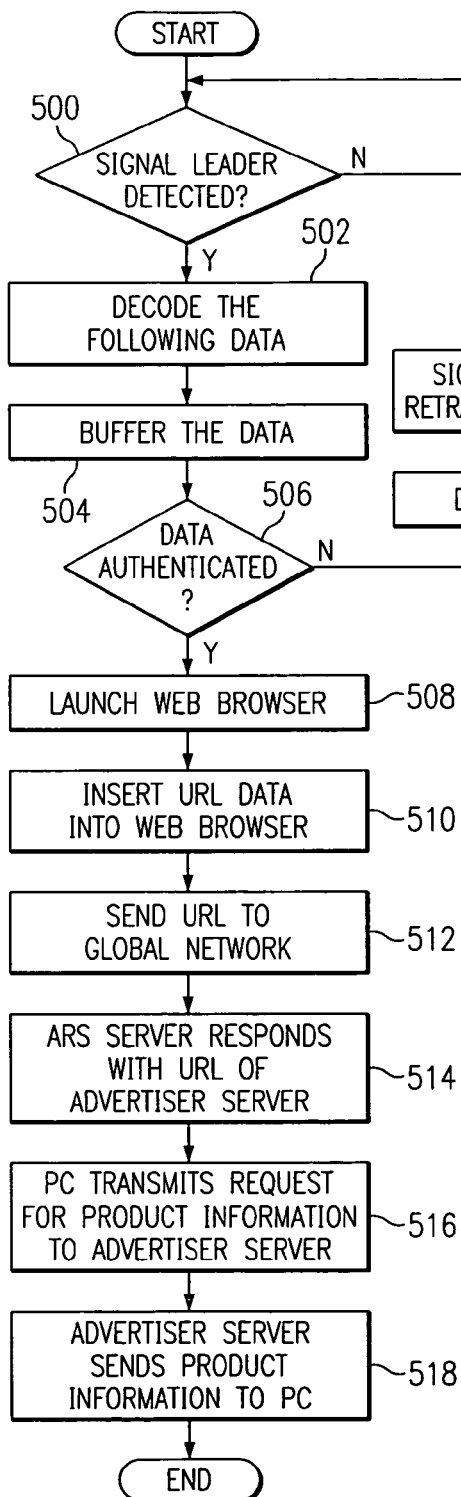 START
500
SIGNAL LEADER
DETECTED?
N
Y
502
DECODE THE
FOLLOWING DATA
BUFFER THE DATA
504
506
DATA
AUTHENTICATED
?
N
Y
LAUNCH WEB BROWSER
508
INSERT URL DATA
INTO WEB BROWSER
510
SEND URL TO
GLOBAL NETWORK
512
ARS SERVER RESPONDS
WITH URL OF
ADVERTISER SERVER
514
PC TRANSMITS REQUEST
FOR PRODUCT INFORMATION
TO ADVERTISER SERVER
516
ADVERTISER SERVER
SENDS PRODUCT
INFORMATION TO PC
518
END